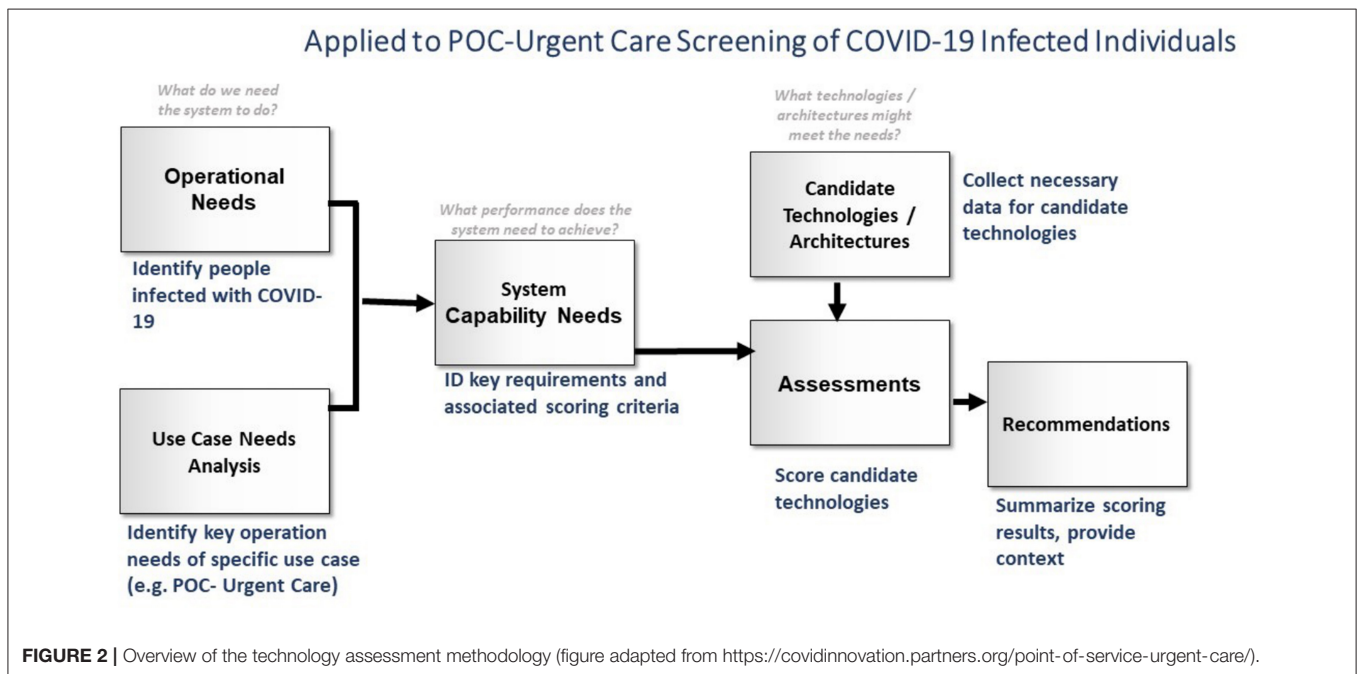 Applied to POC-Urgent Care Screening of COVID-19 Infected Individuals
What do we need
the system to do?
Operational
Needs
Identify people
infected with COVID-
19
Use Case Needs
Analysis
Identify key operation
needs of specific use case
(e.g. POC- Urgent Care)
What performance does the
system need to achieve?
System
Capability Needs
ID key requirements and
associated scoring criteria
What technologies /
architectures might
meet the needs?
Candidate
Technologies /
Architectures
Collect necessary
data for candidate
technologies
Assessments
Score candidate
technologies
Recommendations
Summarize scoring
results, provide
context
FIGURE 2 | Overview of the technology assessment methodology (figure adapted from https://covidinnovation.partners.org/point-of-service-urgent-care/).